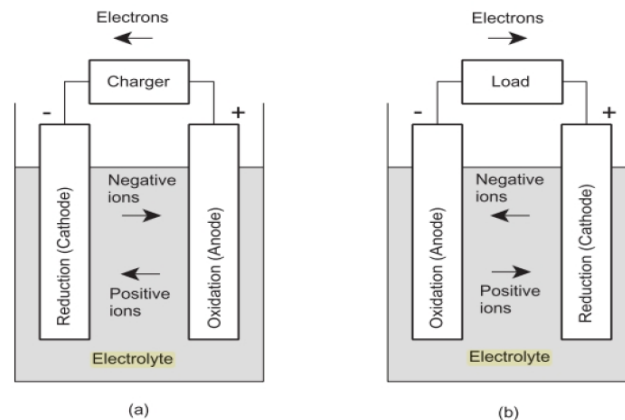 Electrons
Charger
-
+
Negative
ions
Positive
ions
Reduction (Cathode)
Oxidation (Anode)
Electrolyte
(a)
Electrons
Load
-
+
Negative
ions
Positive
ions
Oxidation (Anode)
Reduction (Cathode)
Electrolyte
(b)